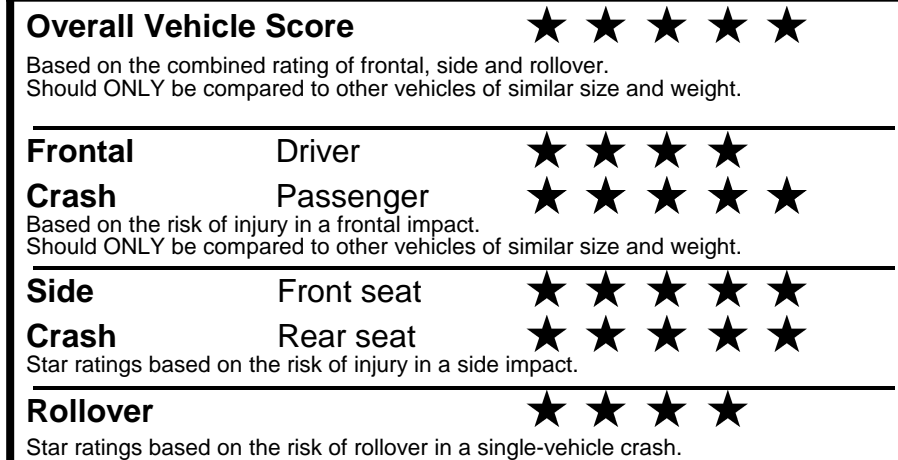 Overall Vehicle Score ★ ★ ★ ★ ★
Based on the combined rating of frontal, side and rollover.
Should ONLY be compared to other vehicles of similar size and weight.
Frontal Driver ★ ★ ★ ★
Crash Passenger ★ ★ ★ ★ ★
Based on the risk of injury in a frontal impact.
Should ONLY be compared to other vehicles of similar size and weight.
Side Front seat ★ ★ ★ ★ ★
Crash Rear seat ★ ★ ★ ★ ★
Star ratings based on the risk of injury in a side impact.
Rollover ★ ★ ★ ★
Star ratings based on the risk of rollover in a single-vehicle crash.